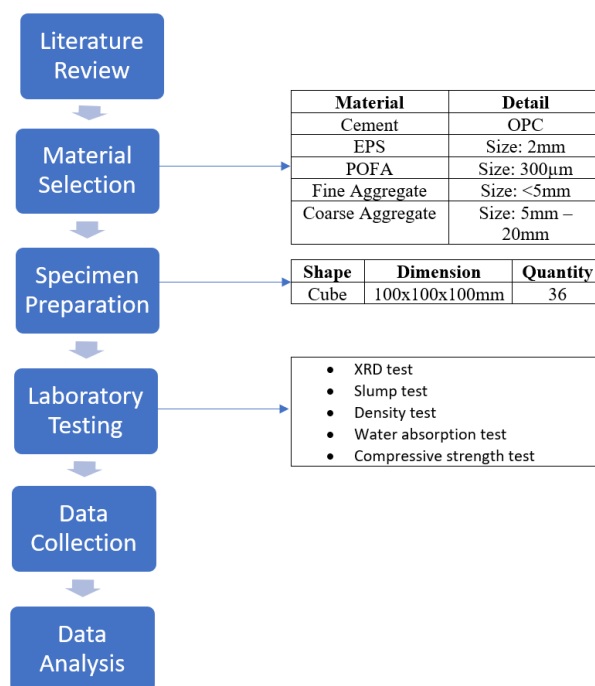 Literature
Review
Material
Selection
Material Detail
Cement OPC
EPS Size: 2mm
POFA Size: 300µm
Fine Aggregate Size: <5mm
Coarse Aggregate Size: 5mm –
20mm
Specimen
Preparation
Shape Dimension Quantity
Cube 100x100x100mm 36
Laboratory
Testing
• XRD test
• Slump test
• Density test
• Water absorption test
• Compressive strength test
Data
Collection
Data
Analysis